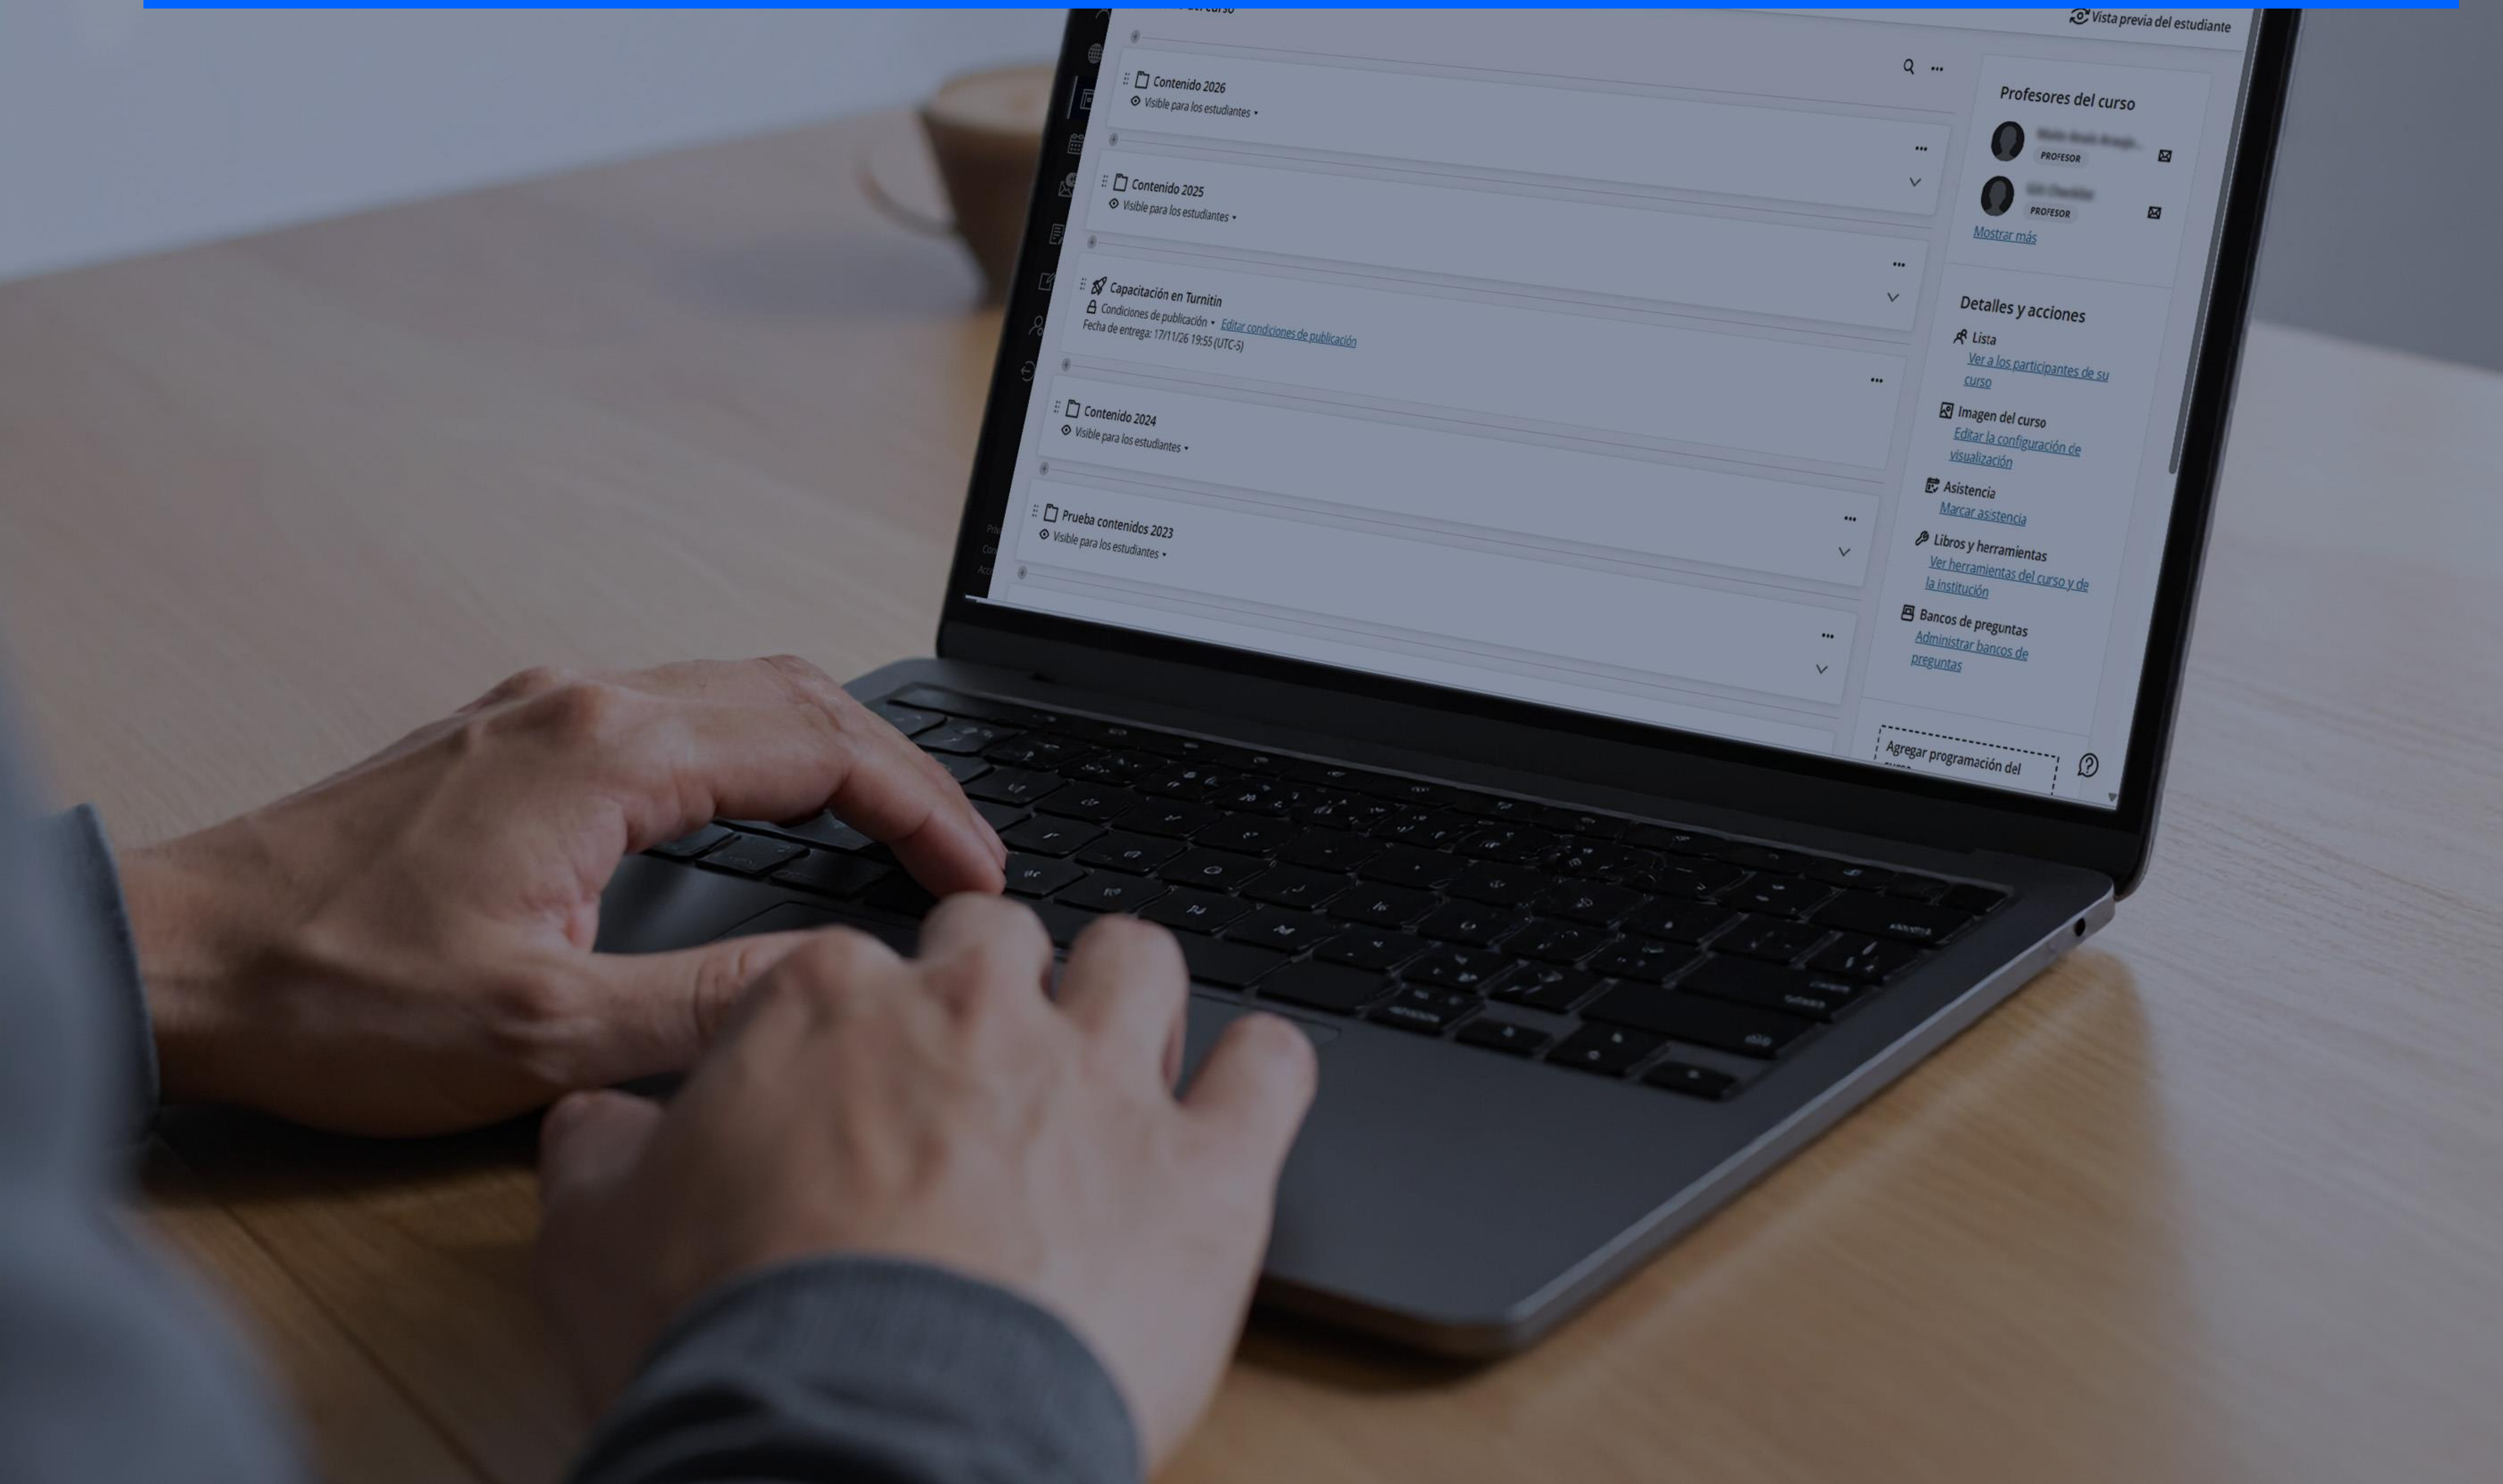 Vista previa del estudiante
Contenido 2026
Visible para los estudiantes
Contenido 2025
Visible para los estudiantes
Capacitación en Turnitin
Condiciones de publicación • Editar condiciones de publicación
Fecha de entrega: 17/11/26 19:55 (UTC-5)
Contenido 2024
Visible para los estudiantes
Prueba contenidos 2023
Visible para los estudiantes
Profesores del curso
PROFESOR
PROFESOR
Mostrar más
Detalles y acciones
Lista
Ver a los participantes de su
curso
Imagen del curso
Editar la configuración de
visualización
Asistencia
Marcar asistencia
Libros y herramientas
Ver herramientas del curso y de
la institución
Bancos de preguntas
Administrar bancos de
preguntas
Agregar programación del